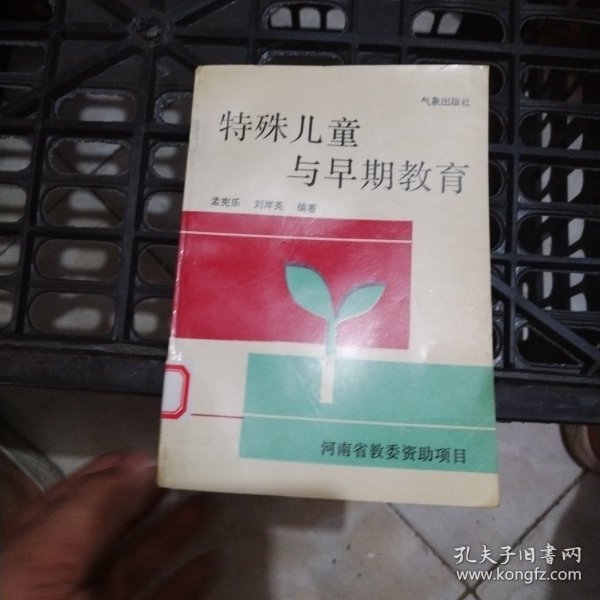 气象出版社
特殊儿童
与早期教育
孟宪乐 刘岸英 编著
河南省教委资助项目
孔夫子旧书网
www.kongfz.com